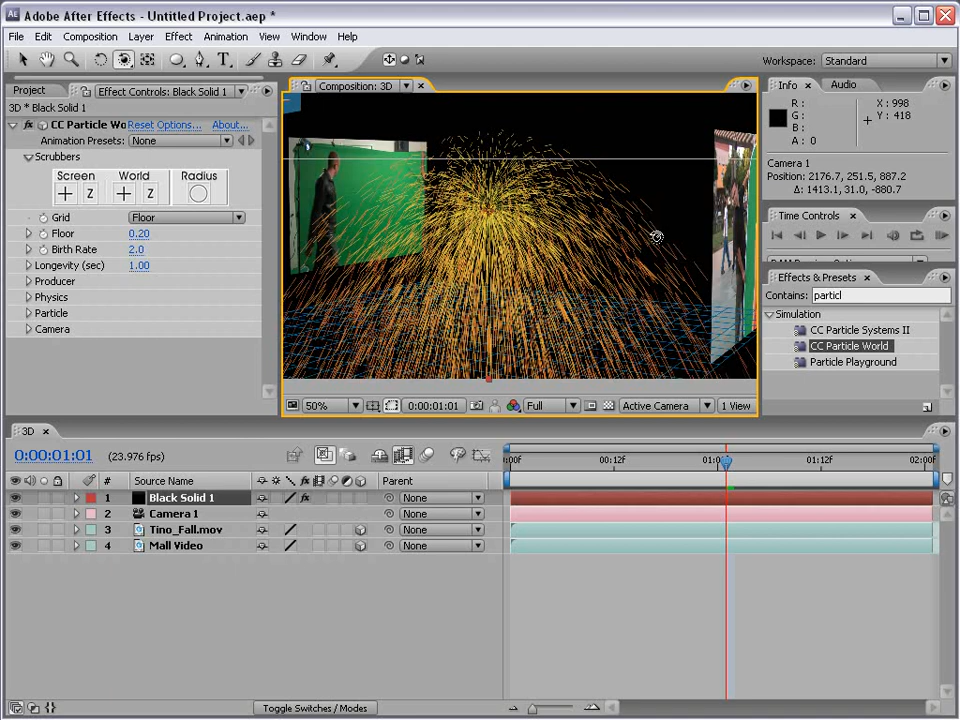 Adobe After Effects - Untitled Project.aep *
File Edit Composition Layer Effect Animation View Window Help
Workspace: Standard
Project Effect Controls: Black Solid 1
3D * Black Solid 1
CC Particle Wo Reset Options... About...
Animation Presets: None
Scrubbers
Screen World Radius
Z Z
Grid Floor
Floor 0.20
Birth Rate 2.0
Longevity (sec) 1.00
Producer
Physics
Particle
Camera
Composition: 3D
50% 0:00:01:01 Full Active Camera 1 View
Info Audio
R : X : 998
G : Y : 418
B :
A : 0
Camera 1
Position: 2176.7, 251.5, 887.2
Δ: 1413.1, 31.0, -880.7
Time Controls
Effects & Presets
Contains: particl
Simulation
CC Particle Systems II
CC Particle World
Particle Playground
3D
0:00:01:01 (23.976 fps)
:00f 00:12f 01:0 01:12f 02:00f
# Source Name Parent
1 Black Solid 1 None
2 Camera 1 None
3 Tino_Fall.mov None
4 Mall Video None
Toggle Switches / Modes